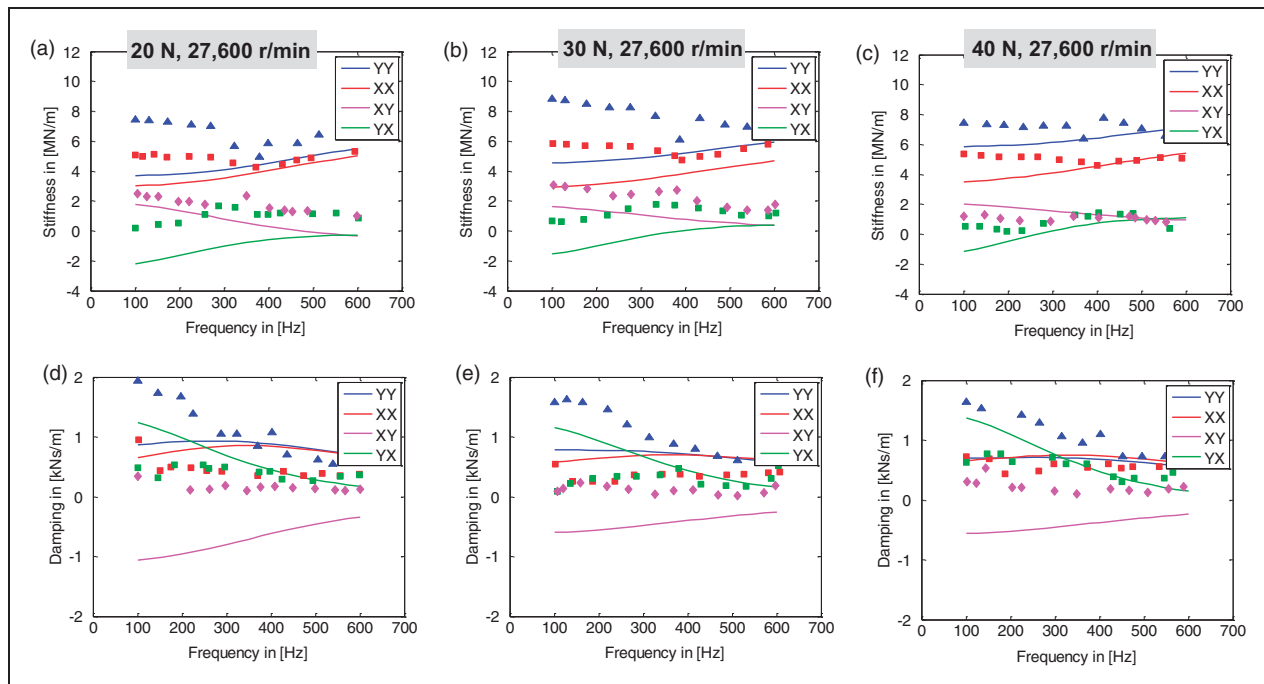 (a) 20 N, 27,600 r/min
12
10
8
6
4
2
0
-2
-4
Stiffness in [MN/m]
0 100 200 300 400 500 600 700
Frequency in [Hz]
YY
XX
XY
YX
(b) 30 N, 27,600 r/min
12
10
8
6
4
2
0
-2
-4
Stiffness in [MN/m]
0 100 200 300 400 500 600 700
Frequency in [Hz]
YY
XX
XY
YX
(c) 40 N, 27,600 r/min
12
10
8
6
4
2
0
-2
-4
Stiffness in [MN/m]
0 100 200 300 400 500 600 700
Frequency in [Hz]
YY
XX
XY
YX
(d)
2
1
0
-1
-2
Damping in [kNs/m]
0 100 200 300 400 500 600 700
Frequency in [Hz]
YY
XX
XY
YX
(e)
2
1
0
-1
-2
Damping in [kNs/m]
0 100 200 300 400 500 600 700
Frequency in [Hz]
YY
XX
XY
YX
(f)
2
1
0
-1
-2
Damping in [kNs/m]
0 100 200 300 400 500 600 700
Frequency in [Hz]
YY
XX
XY
YX